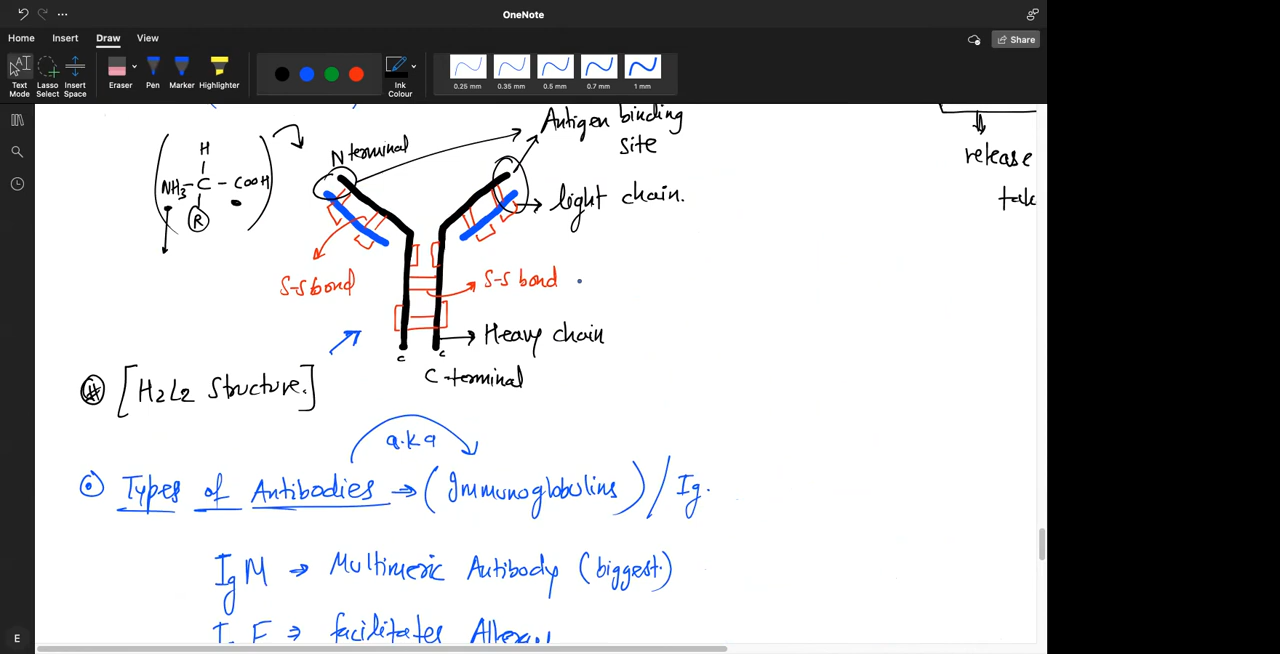 OneNote
Home Insert Draw View
Share
Text Mode
Lasso Select
Insert Space
Eraser
Pen
Marker
Highlighter
Ink Colour
0.25 mm
0.35 mm
0.5 mm
0.7 mm
1 mm
Antigen binding
site
N terminal
H
NH3 - C - COOH
R
light chain.
release
tak
S-S bond
S-S bond
Heavy chain
c c
C-terminal
# [H2L2 Structure.]
a.k.a
Types of Antibodies → (Immunoglobulins) / Ig.
IgM → Multimeric Antibody (biggest.)
facilitates
E